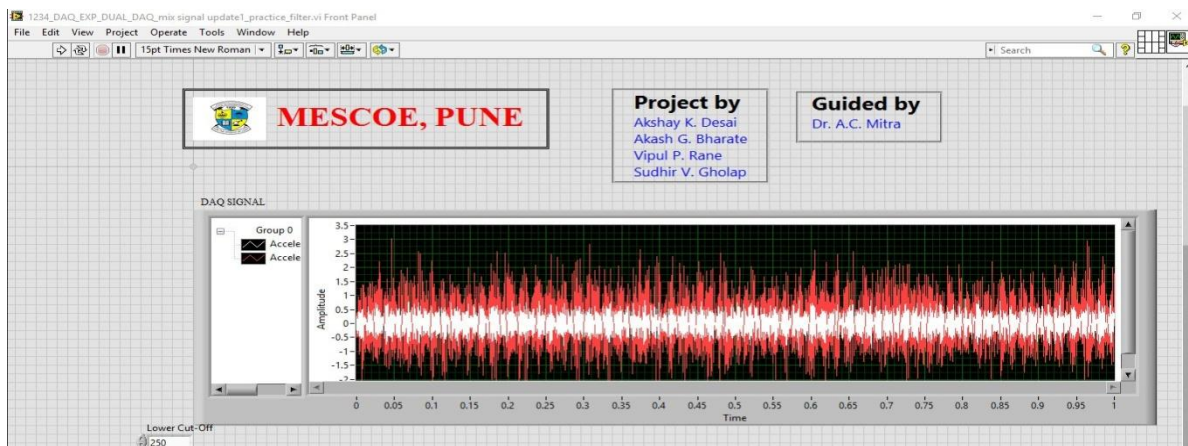 1234_DAQ_EXP_DUAL_DAQ_mix signal update1_practice_filter.vi Front Panel
File Edit View Project Operate Tools Window Help
15pt Times New Roman
Search
MESCOE, PUNE
Project by
Akshay K. Desai
Akash G. Bharate
Vipul P. Rane
Sudhir V. Gholap
Guided by
Dr. A.C. Mitra
DAQ SIGNAL
Group 0
Accele
Accele
Amplitude
3.5
3
2.5
2
1.5
1
0.5
0
-0.5
-1
-1.5
-2
0 0.05 0.1 0.15 0.2 0.25 0.3 0.35 0.4 0.45 0.5 0.55 0.6 0.65 0.7 0.75 0.8 0.85 0.9 0.95 1
Time
Lower Cut-Off
250